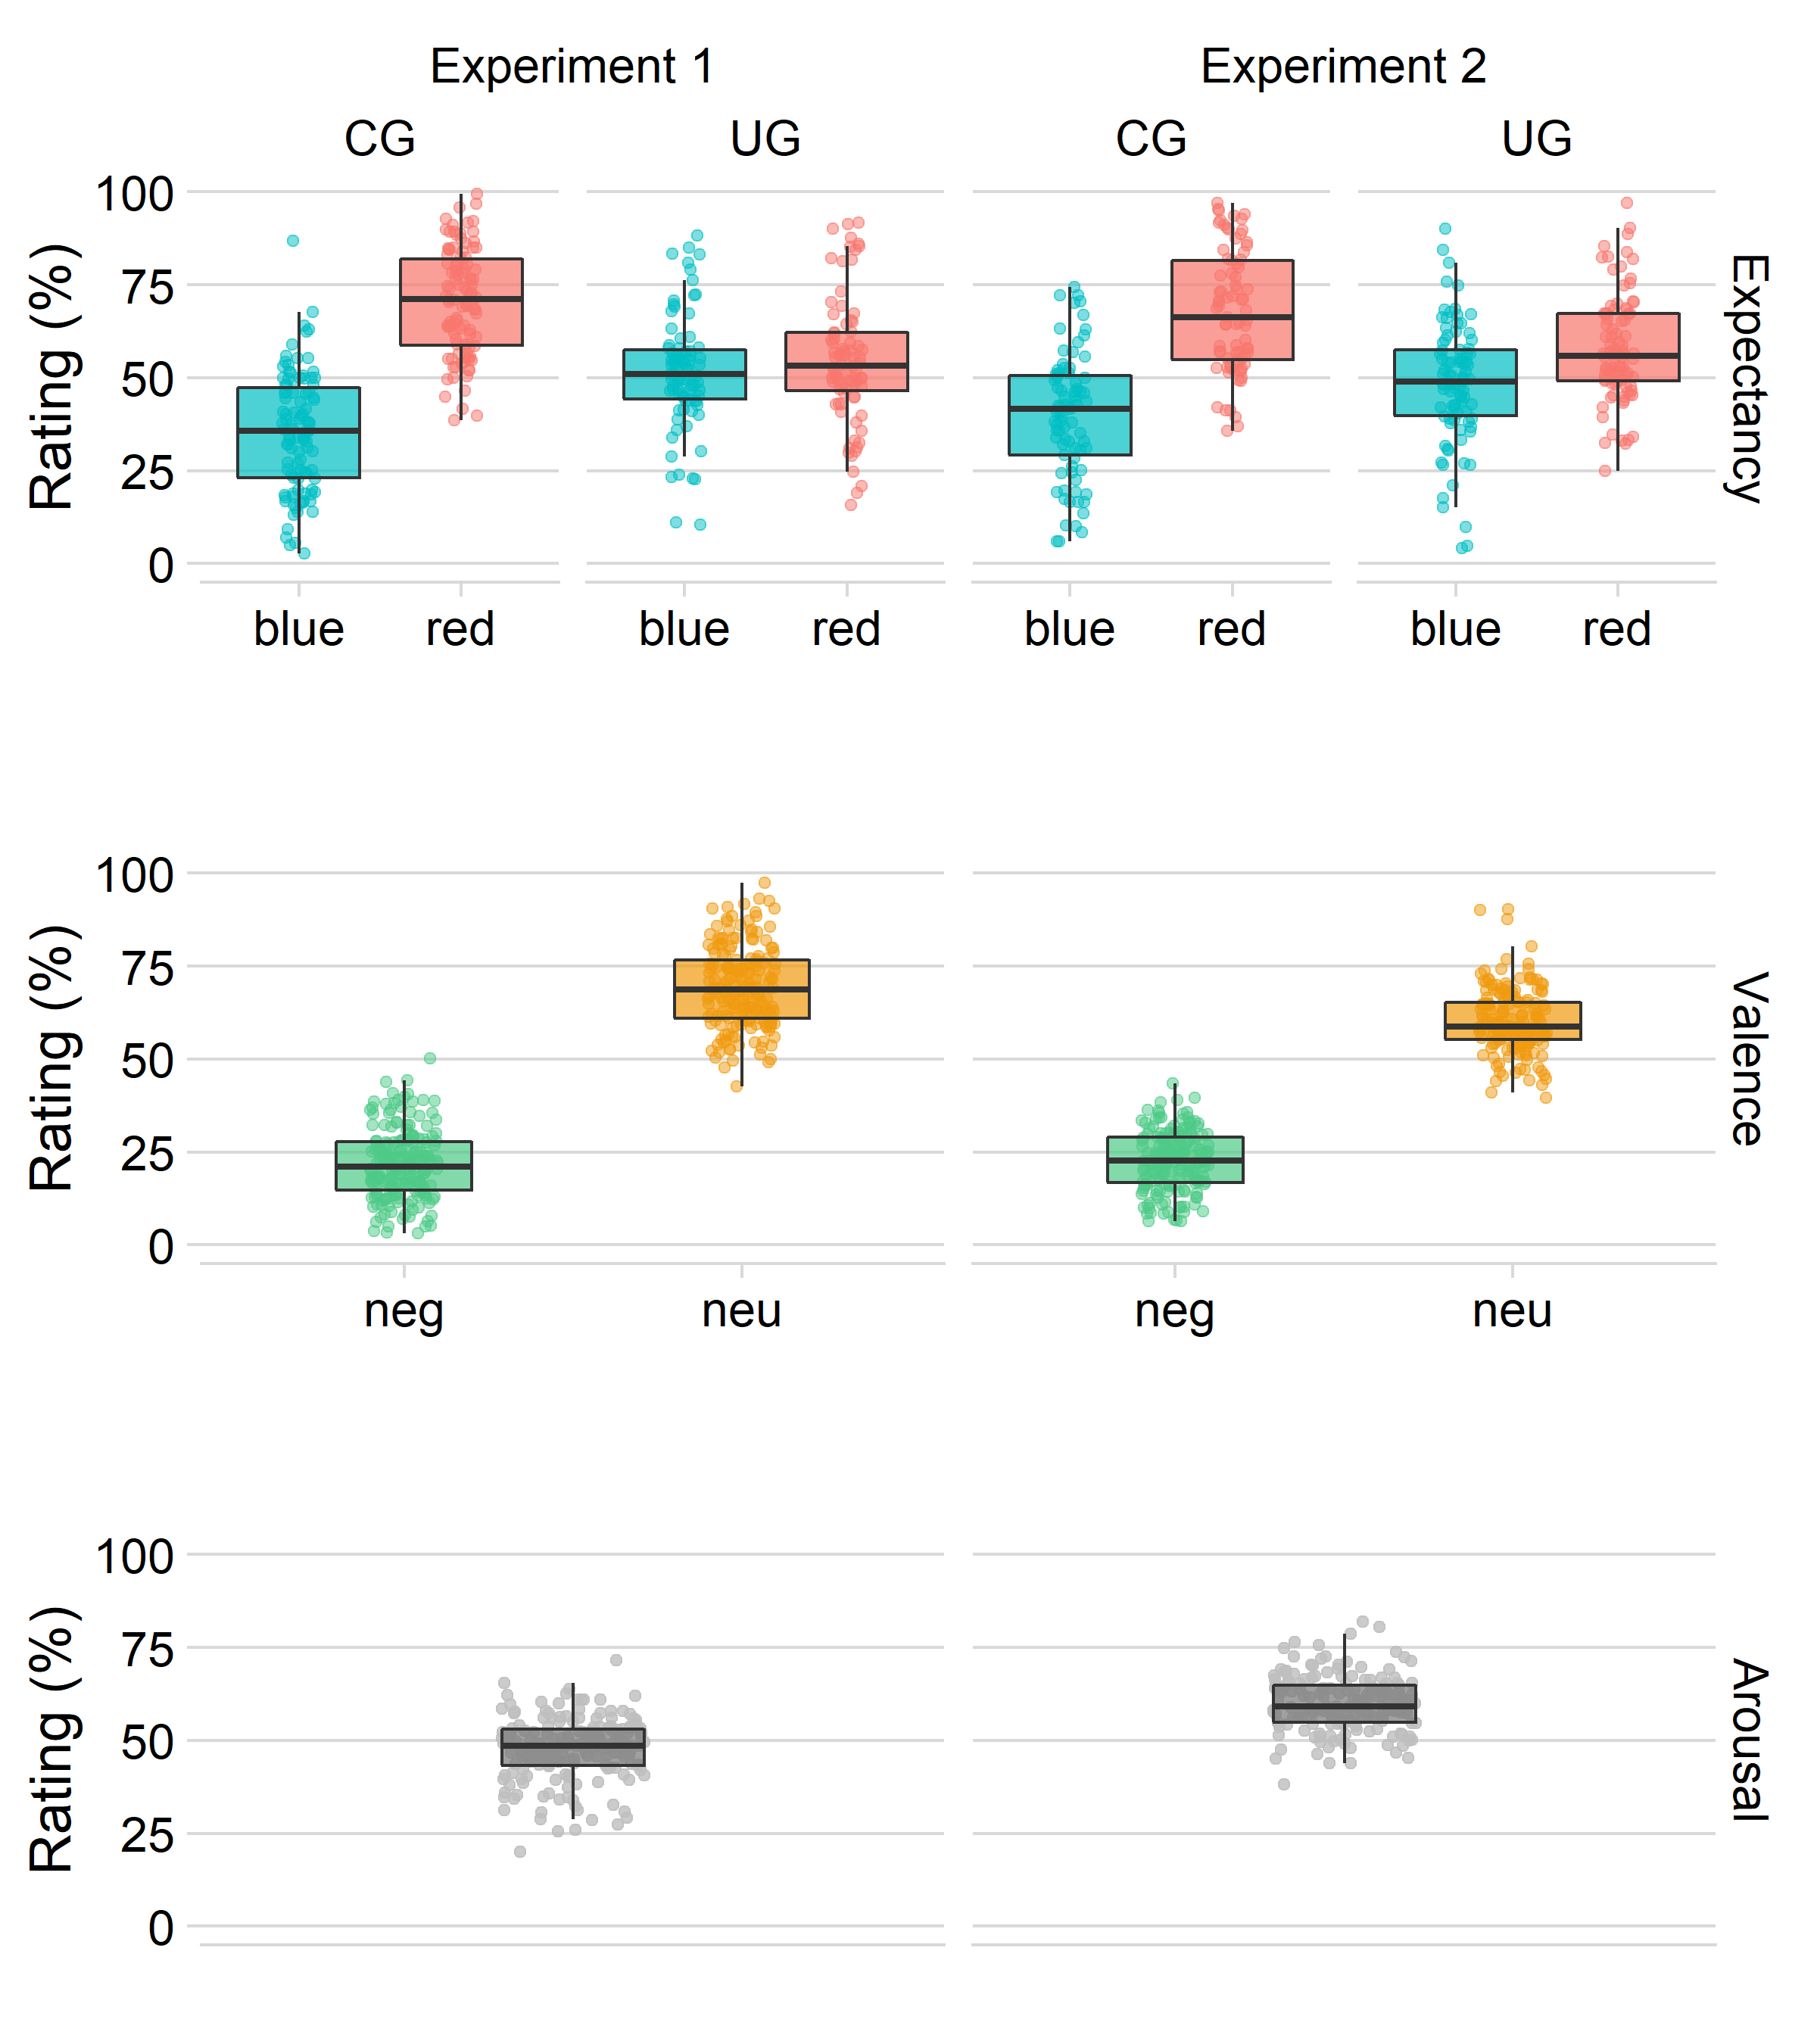 Experiment 1 Experiment 2
CG UG CG UG
Rating (%)
100
75
50
25
0
Expectancy
blue red blue red blue red blue red
Rating (%)
100
75
50
25
0
Valence
neg neu neg neu
Rating (%)
100
75
50
25
0
Arousal